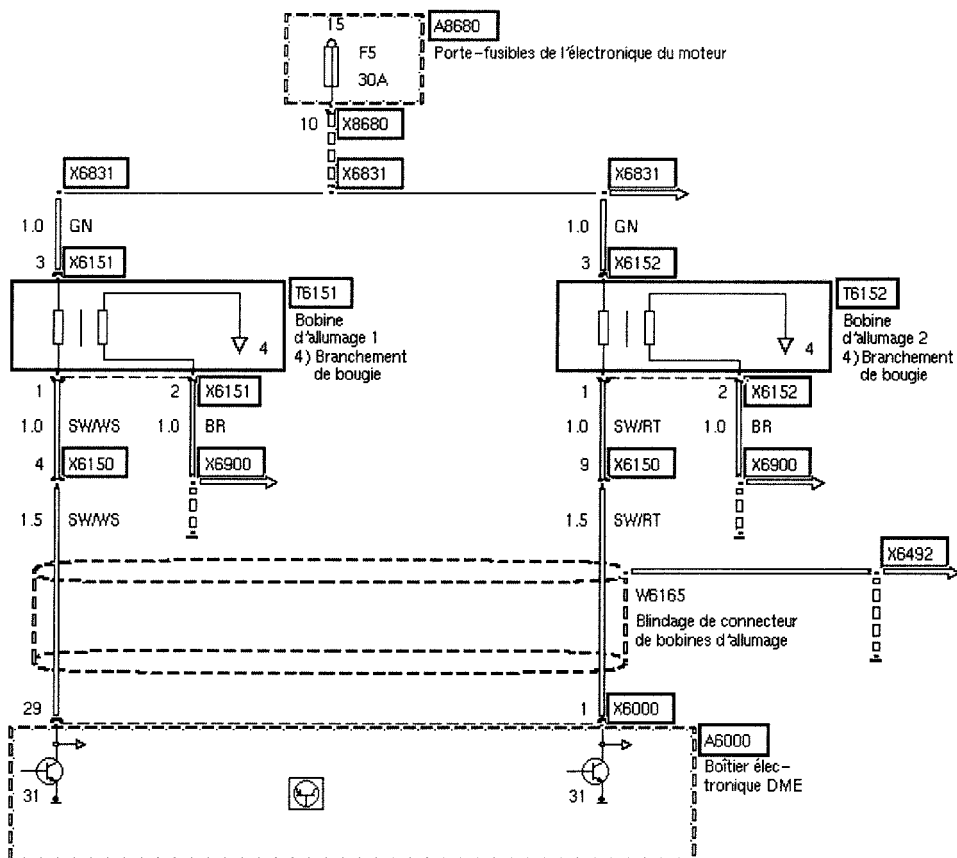 15
A8680
Porte-fusibles de l'électronique du moteur
F5
30A
10
X8680
X6831
X6831
X6831
1.0 GN
1.0 GN
3
X6151
3
X6152
T6151
Bobine
d'allumage 1
4) Branchement
de bougie
4
T6152
Bobine
d'allumage 2
4) Branchement
de bougie
4
1
2
X6151
1
2
X6152
1.0 SW/WS
1.0 BR
1.0 SW/RT
1.0 BR
4
X6150
X6900
9
X6150
X6900
1.5 SW/WS
1.5 SW/RT
X6492
W6165
Blindage de connecteur
de bobines d'allumage
29
1
X6000
A6000
Boîtier élec-
tronique DME
31
31